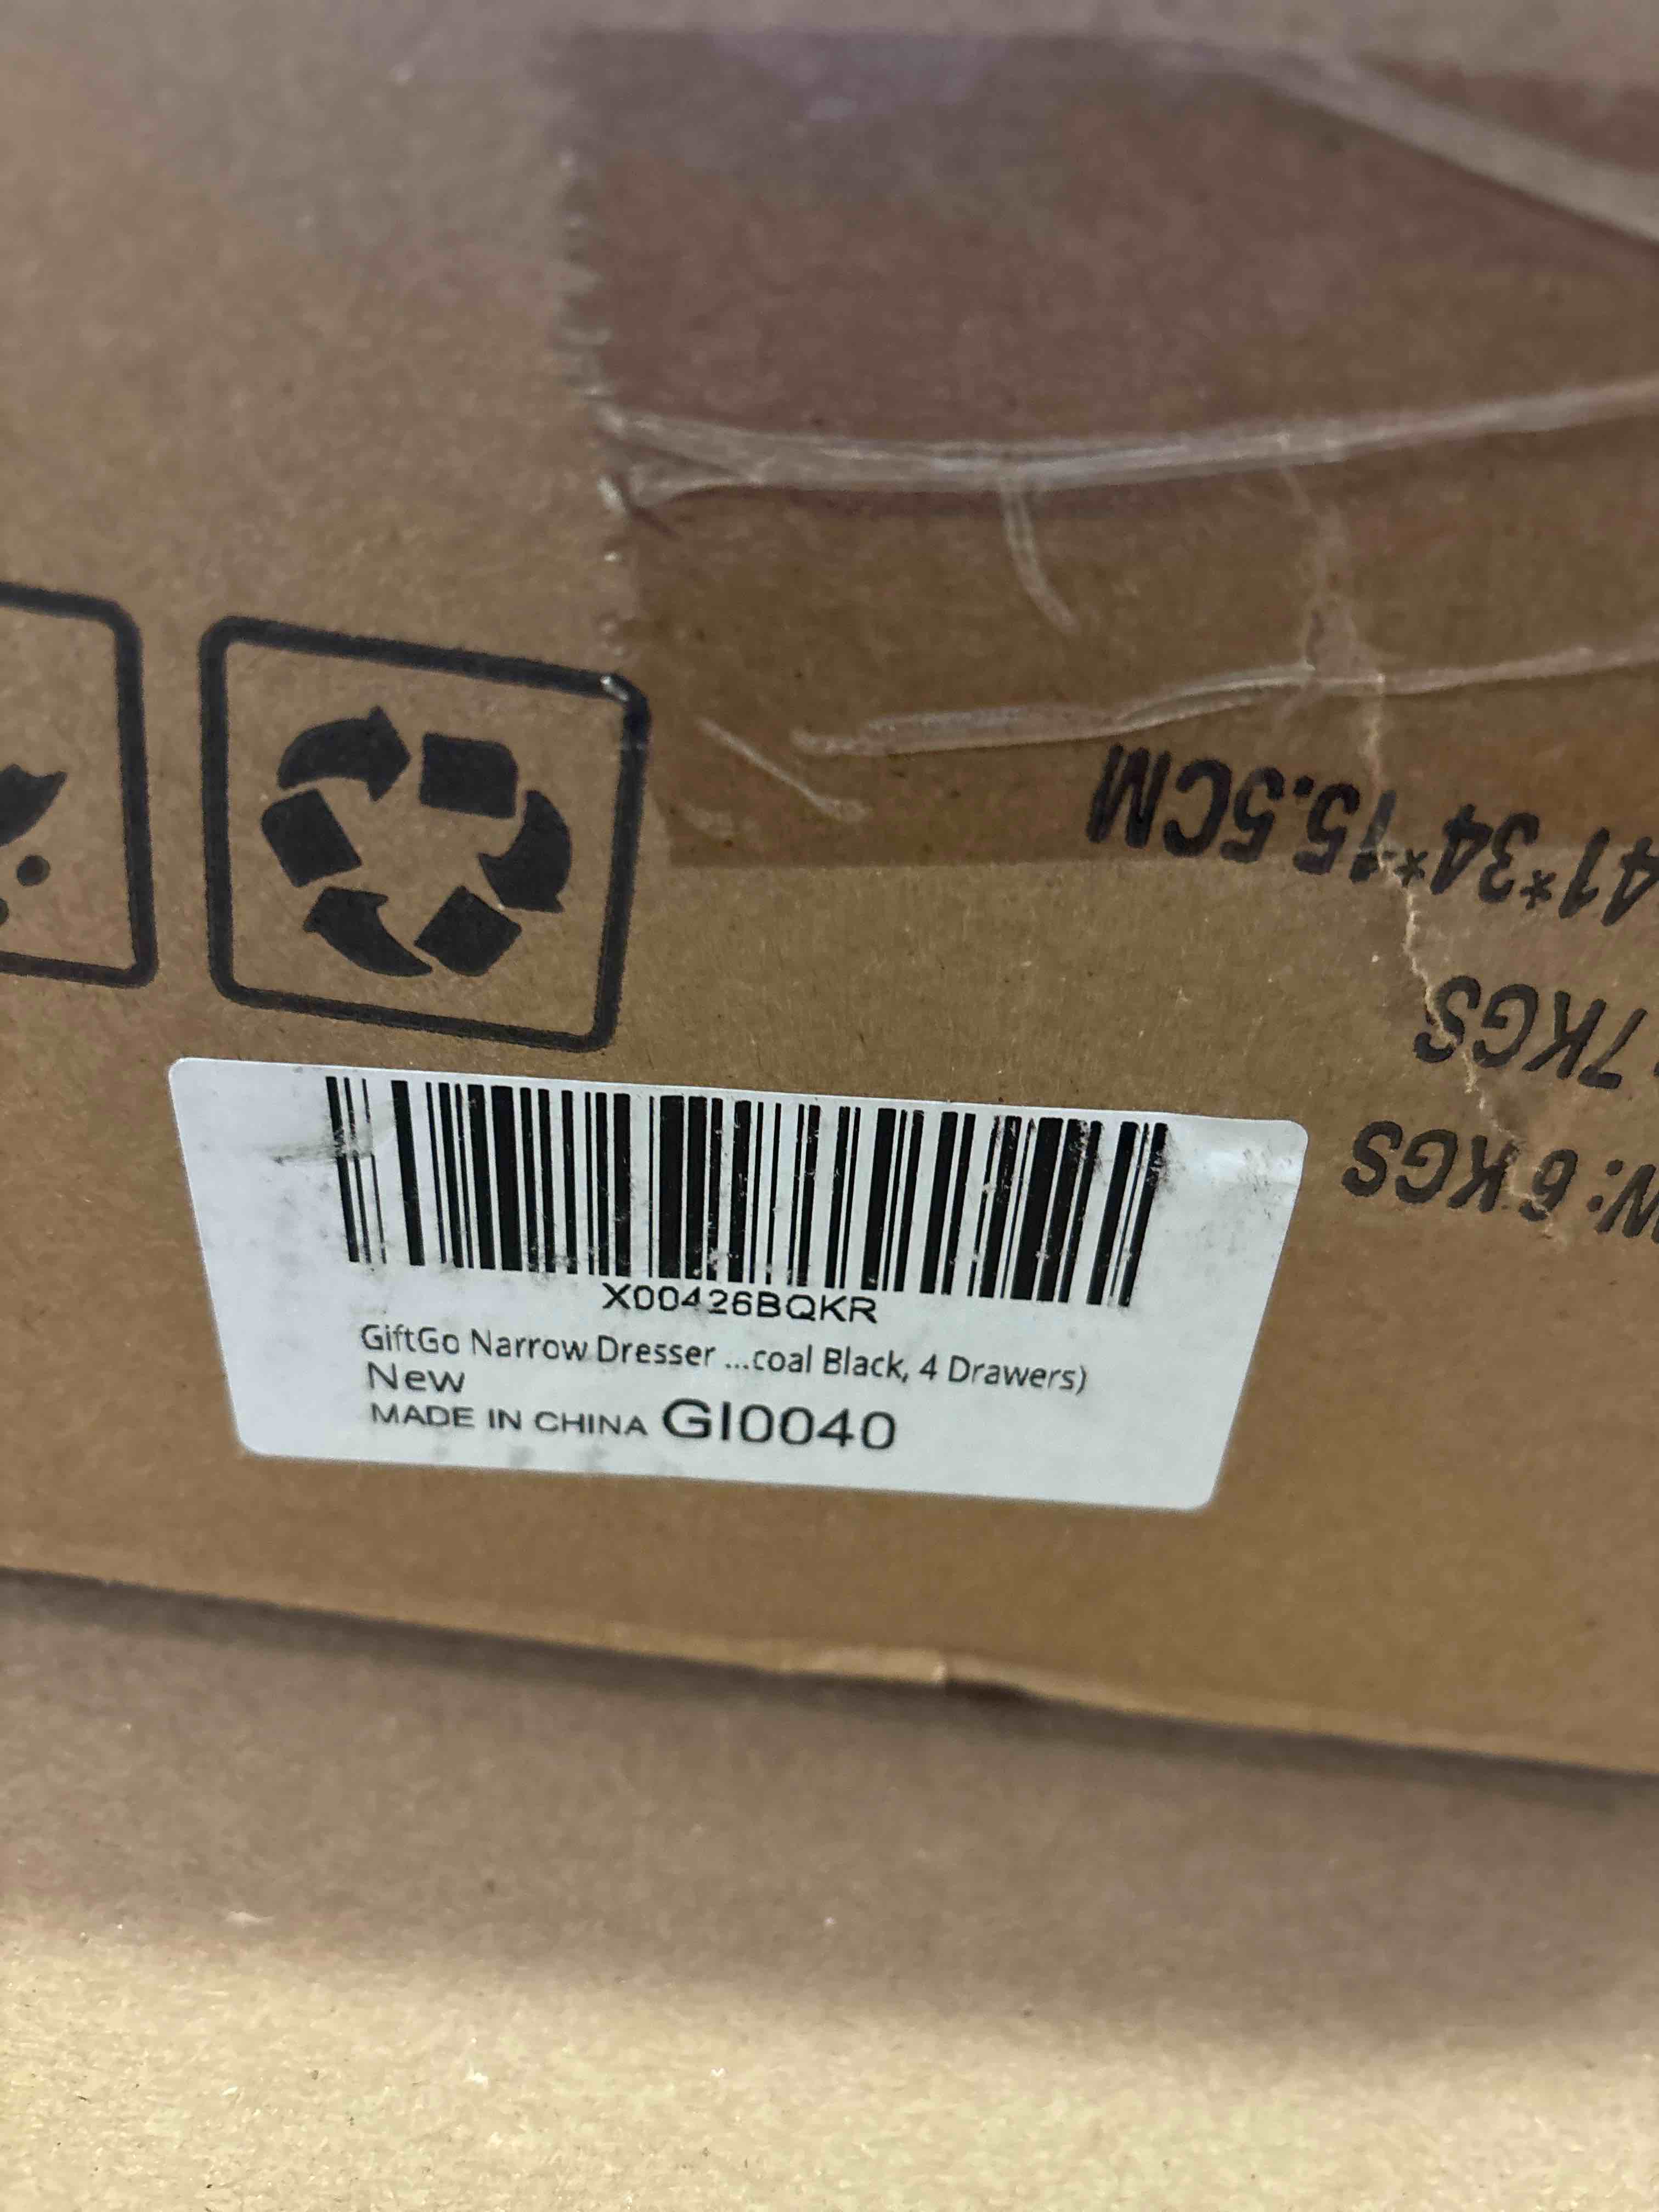 41*34*15.5CM
7KGS
N: 6 KGS
X00426BQKR
GiftGo Narrow Dresser ...coal Black, 4 Drawers)
New
MADE IN CHINA GI0040